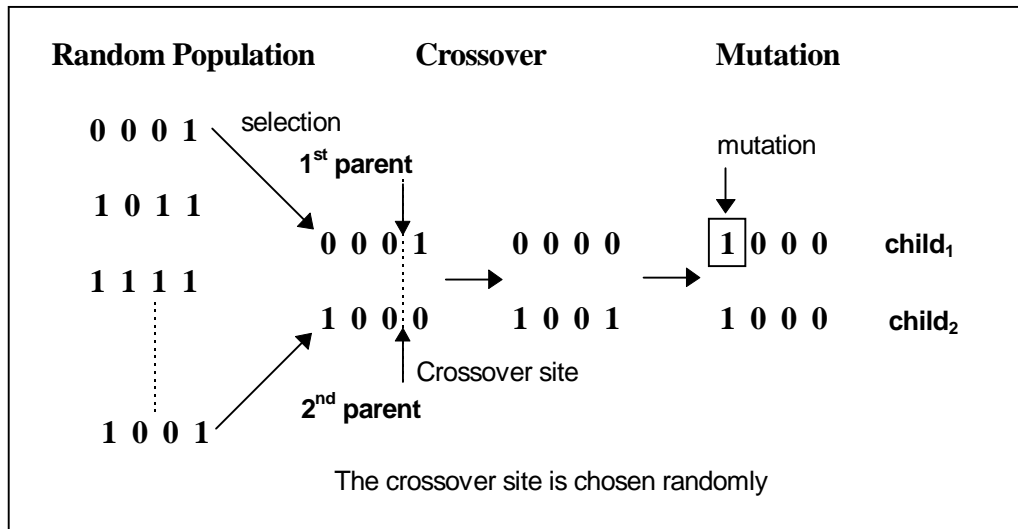 Random Population Crossover Mutation
0 0 0 1
selection
mutation
1st parent
1 0 1 1
0 0 0 1 0 0 0 0 1 0 0 0 child1
1 1 1 1
1 0 0 0 1 0 0 1 1 0 0 0 child2
Crossover site
2nd parent
1 0 0 1
The crossover site is chosen randomly